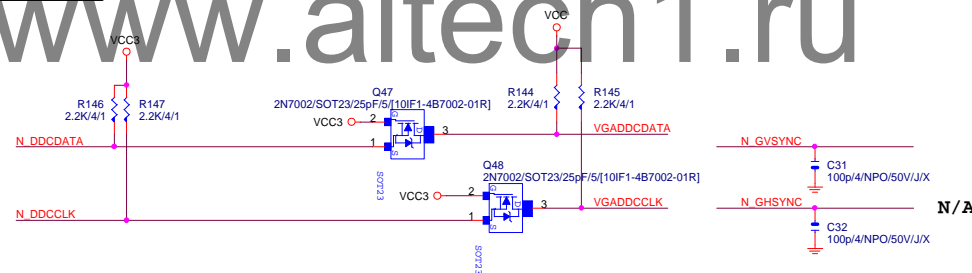 www.altech1.ru
VCC3
VCC
R146
2.2K/4/1
R147
2.2K/4/1
Q47
2N7002/SOT23/25pF/5/[10IF1-4B7002-01R]
R144
2.2K/4/1
R145
2.2K/4/1
VCC3
2
G
D
3
VGADDCDATA
N_DDCDATA
1
S
SOT23
N_GVSYNC
C31
100p/4/NPO/50V/J/X
Q48
2N7002/SOT23/25pF/5/[10IF1-4B7002-01R]
VCC3
2
G
D
3
VGADDCCLK
N_DDCCLK
1
S
SOT23
N_GHSYNC
N/A
C32
100p/4/NPO/50V/J/X